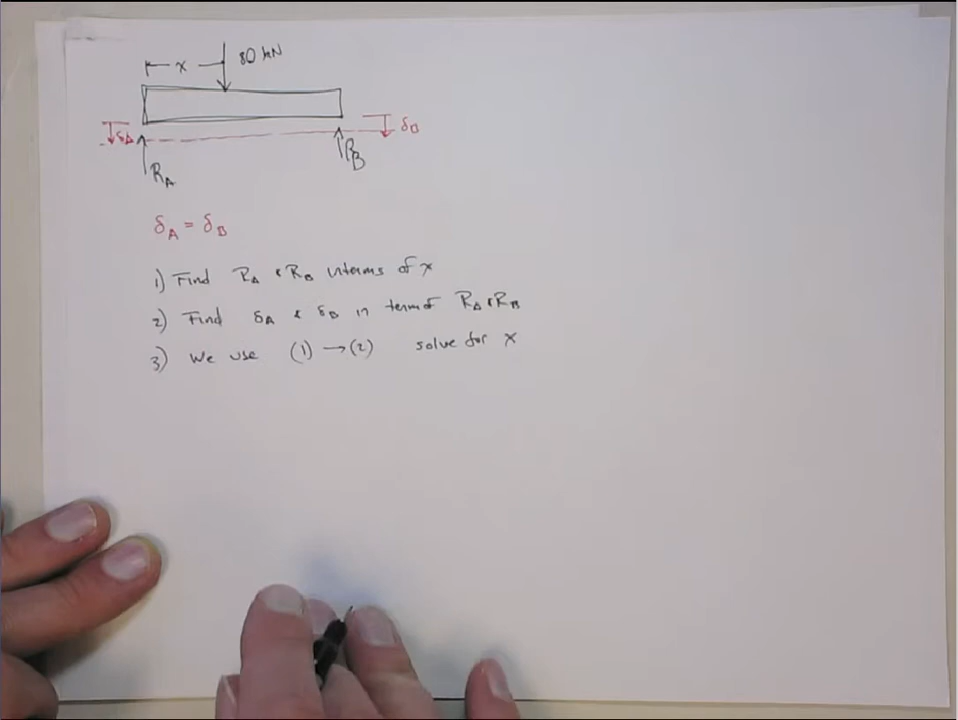 x 80 kN
δA δB
RA RB
δA = δB
1) Find RA & RB interms of x
2) Find δA & δB in term of RA & RB
3) We use (1) → (2) solve for x